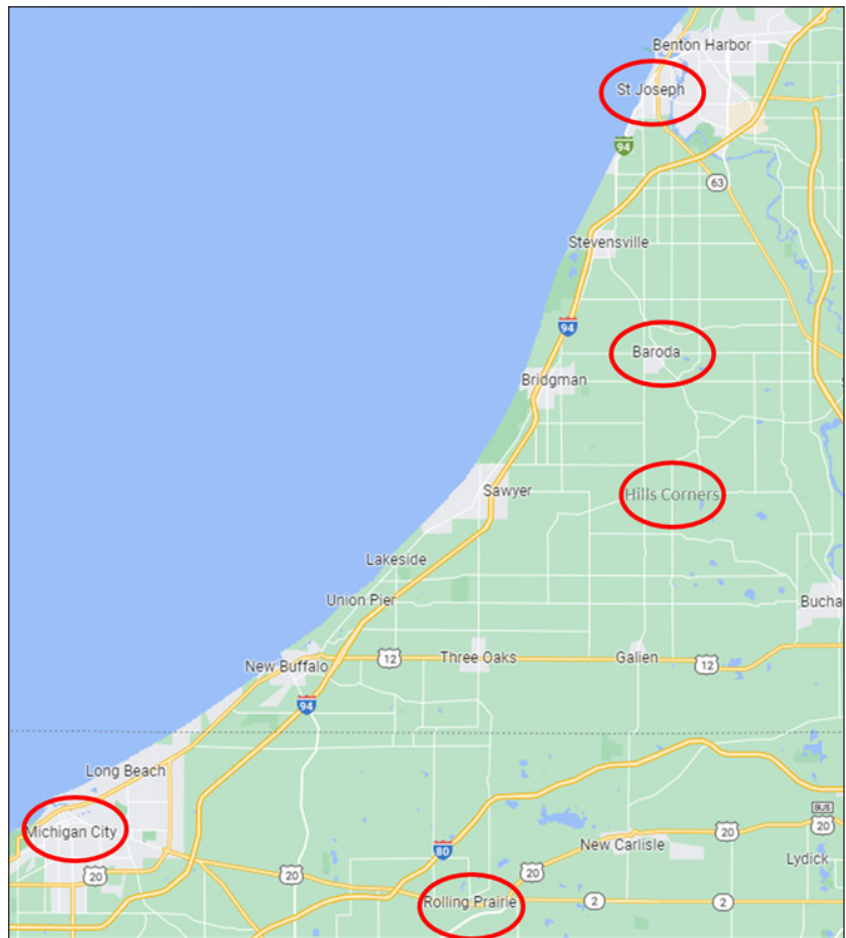 Benton Harbor
St Joseph
94
63
Stevensville
94
Baroda
Bridgman
Sawyer
Hills Corners
Lakeside
Union Pier
Bucha
New Buffalo
12
Three Oaks
Galien
12
94
Long Beach
Michigan City
BUS
20
20
80
New Carlisle
Lydick
20
20
20
Rolling Prairie
2
2